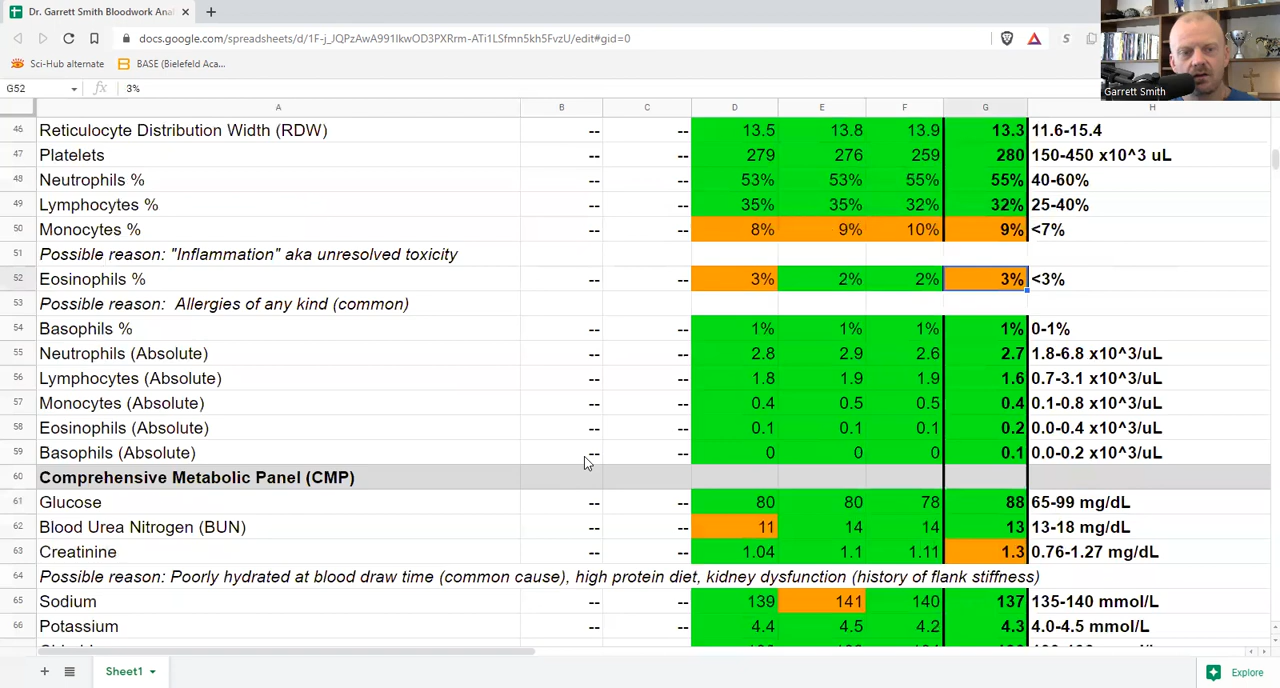 Dr. Garrett Smith Bloodwork Anal
docs.google.com/spreadsheets/d/1F-j_JQPzAwA991IkwOD3PXRrm-ATi1LSfmn5kh5FvzU/edit#gid=0
Sci-Hub alternate BASE (Bielefeld Aca...
Garrett Smith
G52 fx 3%
A B C D E F G H
46 Reticulocyte Distribution Width (RDW) -- -- 13.5 13.8 13.9 13.3 11.6-15.4
47 Platelets -- -- 279 276 259 280 150-450 x10^3 uL
48 Neutrophils % -- -- 53% 53% 55% 55% 40-60%
49 Lymphocytes % -- -- 35% 35% 32% 32% 25-40%
50 Monocytes % -- -- 8% 9% 10% 9% <7%
51 Possible reason: "Inflammation" aka unresolved toxicity
52 Eosinophils % -- -- 3% 2% 2% 3% <3%
53 Possible reason: Allergies of any kind (common)
54 Basophils % -- -- 1% 1% 1% 1% 0-1%
55 Neutrophils (Absolute) -- -- 2.8 2.9 2.6 2.7 1.8-6.8 x10^3/uL
56 Lymphocytes (Absolute) -- -- 1.8 1.9 1.9 1.6 0.7-3.1 x10^3/uL
57 Monocytes (Absolute) -- -- 0.4 0.5 0.5 0.4 0.1-0.8 x10^3/uL
58 Eosinophils (Absolute) -- -- 0.1 0.1 0.1 0.2 0.0-0.4 x10^3/uL
59 Basophils (Absolute) -- -- 0 0 0 0.1 0.0-0.2 x10^3/uL
60 Comprehensive Metabolic Panel (CMP)
61 Glucose -- -- 80 80 78 88 65-99 mg/dL
62 Blood Urea Nitrogen (BUN) -- -- 11 14 14 13 13-18 mg/dL
63 Creatinine -- -- 1.04 1.1 1.11 1.3 0.76-1.27 mg/dL
64 Possible reason: Poorly hydrated at blood draw time (common cause), high protein diet, kidney dysfunction (history of flank stiffness)
65 Sodium -- -- 139 141 140 137 135-140 mmol/L
66 Potassium -- -- 4.4 4.5 4.2 4.3 4.0-4.5 mmol/L
Sheet1 Explore